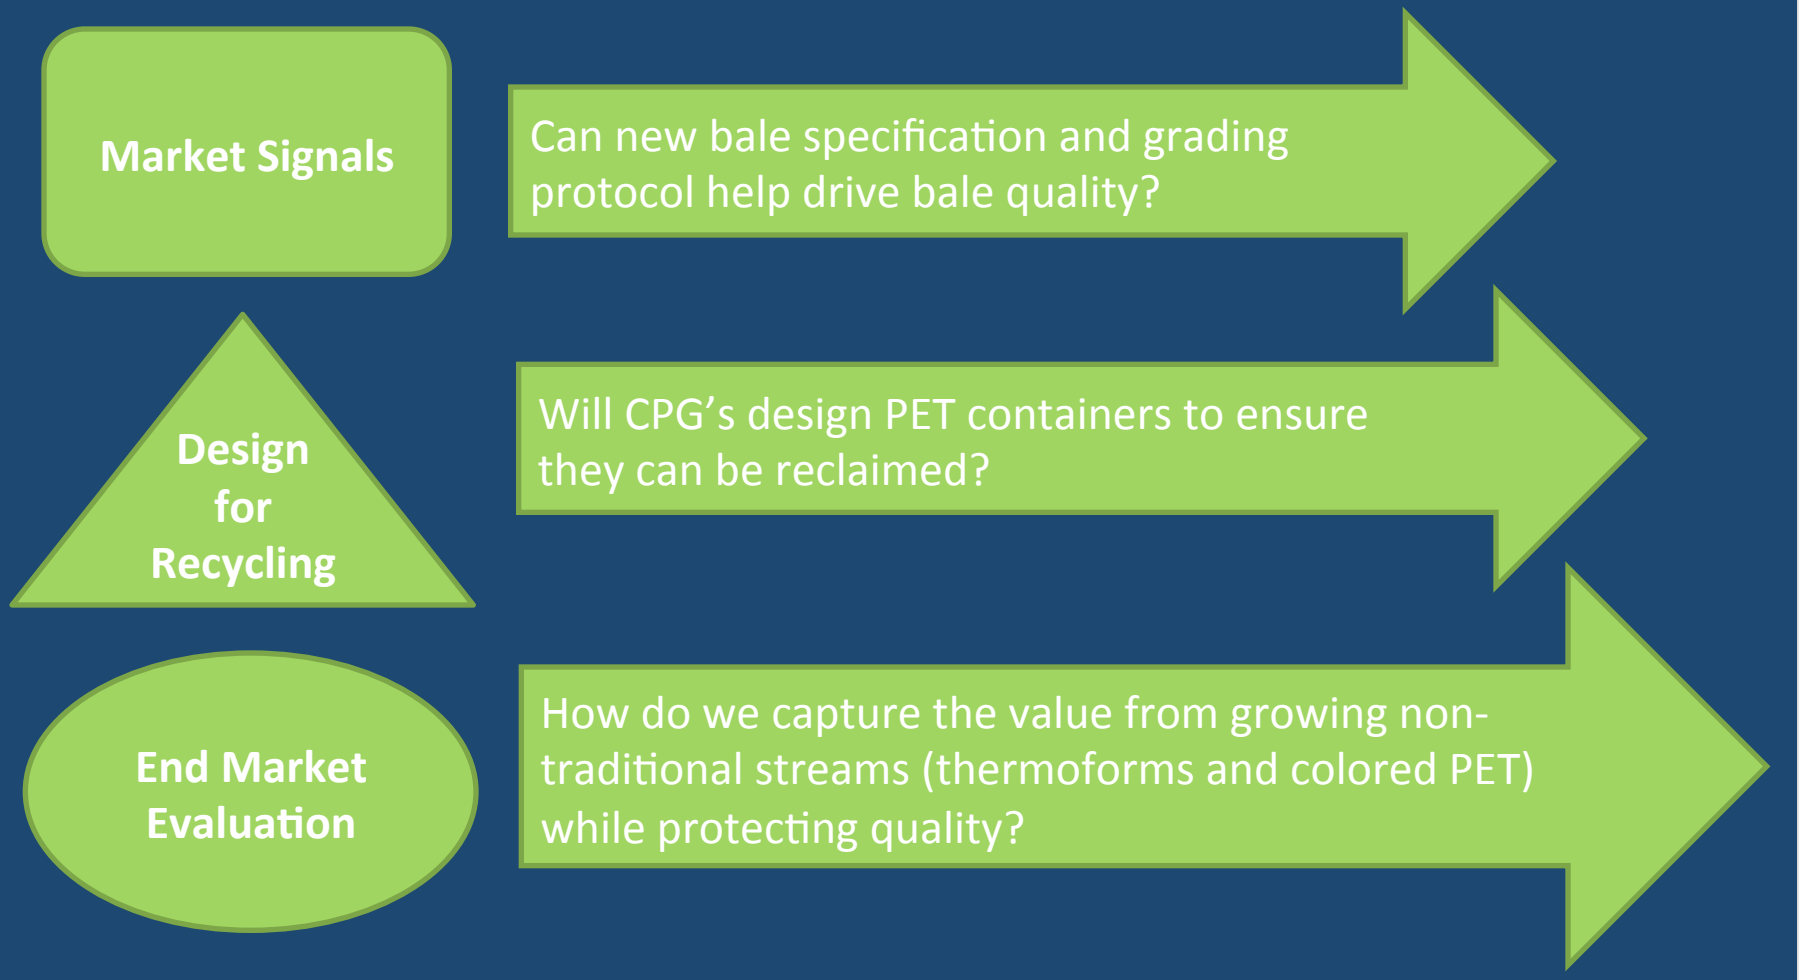 Market Signals
Can new bale specification and grading
protocol help drive bale quality?
Design
for
Recycling
Will CPG’s design PET containers to ensure
they can be reclaimed?
End Market
Evaluation
How do we capture the value from growing non-
traditional streams (thermoforms and colored PET)
while protecting quality?